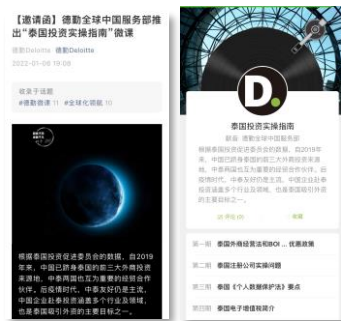 【邀请函】德勤全球中国服务部推
出“泰国投资实操指南”微课
德勤Deloitte 德勤Deloitte
2022-01-06 19:09
收录于话题
#德勤微课 11 #全球化领航 10
根据泰国投资促进委员会的数据，自2019
年来，中国已跻身泰国的前三大外商投资
来源地，中泰两国也互为重要的经贸合作
伙伴。后疫情时代，中泰友好仍是主流，
中国企业赴泰投资涵盖多个行业及领域，
也是泰国吸引外资的主要目标之一。
D.
泰国投资实操指南
德勤全球中国服务部
根据泰国投资促进委员会的数据，自2019年
来，中国已跻身泰国的前三大外商投资来源
地，中泰两国也互为重要的经贸合作伙伴。后
疫情时代，中泰友好仍是主流，中国企业赴泰
投资涵盖多个行业及领域，也是泰国吸引外资
的主要目标之一。
收藏
第一期 泰国外商经营法和BOI ... 优惠政策
第二期 泰国注册公司实操问题
第三期 泰国《个人数据保护法》要点
第四期 泰国电子增值税简介